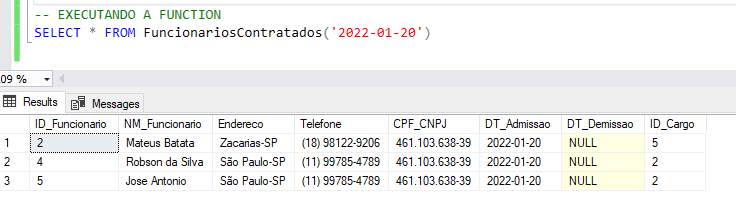 -- EXECUTANDO A FUNCTION
SELECT * FROM FuncionariosContratados('2022-01-20')
.09 %
Results Messages
ID_Funcionario NM_Funcionario Endereco Telefone CPF_CNPJ DT_Admissao DT_Demissao ID_Cargo
1 2 Mateus Batata Zacarias-SP (18) 98122-9206 461.103.638-39 2022-01-20 NULL 5
2 4 Robson da Silva São Paulo-SP (11) 99785-4789 461.103.638-39 2022-01-20 NULL 2
3 5 Jose Antonio São Paulo-SP (11) 99785-4789 461.103.638-39 2022-01-20 NULL 2